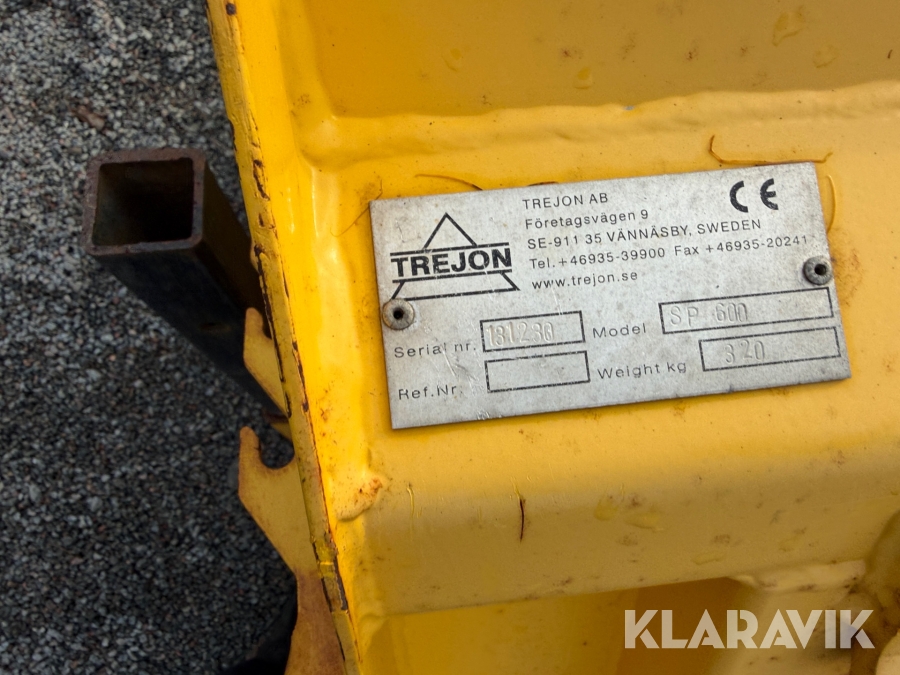 TREJON AB
Företagsvägen 9
SE-911 35 VÄNNÄSBY, SWEDEN
Tel. +46935-39900 Fax +46935-20241
www.trejon.se
CE
TREJON
Serial nr. 131230 Model SP 600
Ref.Nr. Weight kg 320
KLARAVIK